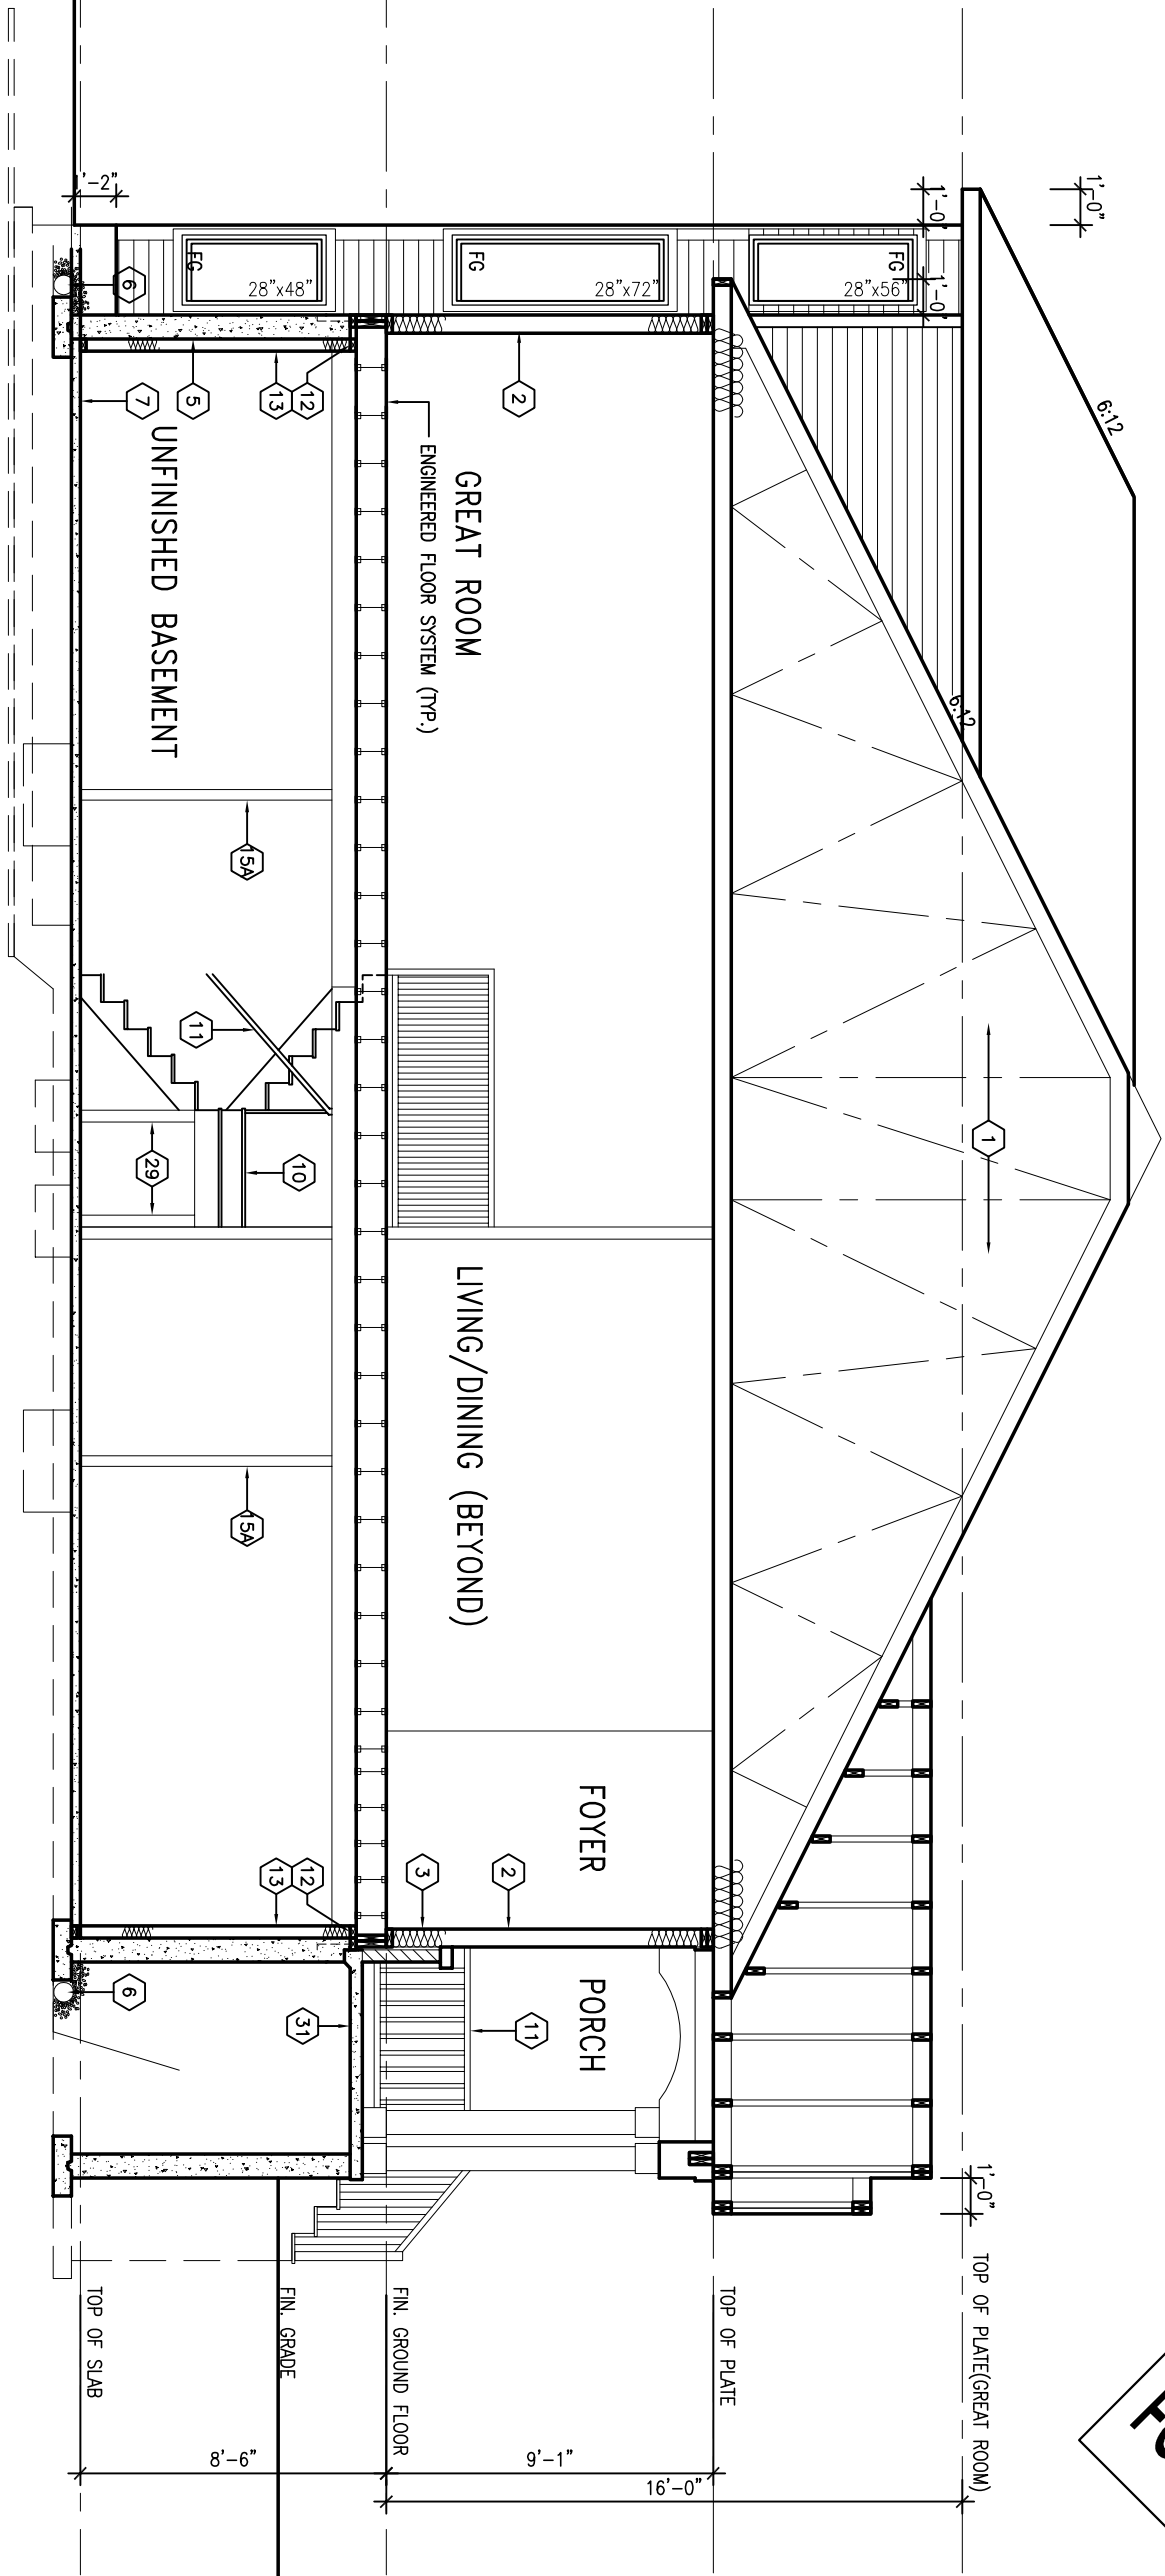 1'-0"
6:12
1'-0"
1'-0"
6:12
1
TOP OF PLATE(GREAT ROOM)
1'-0"
28"x56"
FG
TOP OF PLATE
28"x72"
FG
2
GREAT ROOM
ENGINEERED FLOOR SYSTEM (TYP.)
LIVING/DINING (BEYOND)
FOYER
2
3
PORCH
11
16'-0"
9'-1"
FIN. GROUND FLOOR
28"x48"
FG
12
13
5
7
6
UNFINISHED BASEMENT
15A
11
10
29
15A
12
13
31
6
FIN. GRADE
8'-6"
TOP OF SLAB
'-2"